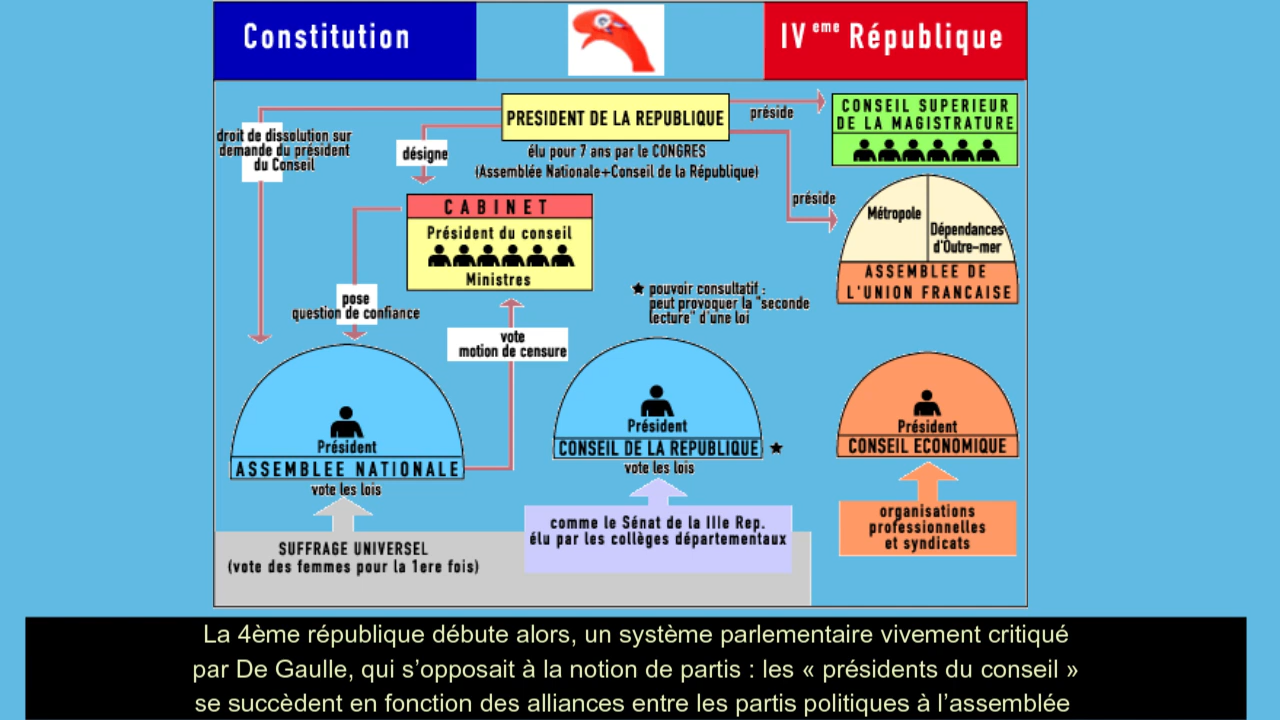 Constitution
IVeme République
PRESIDENT DE LA REPUBLIQUE
élu pour 7 ans par le CONGRES
(Assemblée Nationale+Conseil de la République)
préside
CONSEIL SUPERIEUR
DE LA MAGISTRATURE
droit de dissolution sur
demande du président
du Conseil
désigne
préside
Métropole
Dépendances
d'Outre-mer
ASSEMBLEE DE
L'UNION FRANCAISE
CABINET
Président du conseil
Ministres
pose
question de confiance
vote
motion de censure
★ pouvoir consultatif :
peut provoquer la "seconde
lecture" d'une loi
Président
ASSEMBLEE NATIONALE
vote les lois
Président
CONSEIL DE LA REPUBLIQUE ★
vote les lois
Président
CONSEIL ECONOMIQUE
SUFFRAGE UNIVERSEL
(vote des femmes pour la 1ere fois)
comme le Sénat de la IIIe Rep.
élu par les collèges départementaux
organisations
professionnelles
et syndicats
La 4ème république débute alors, un système parlementaire vivement critiqué
par De Gaulle, qui s'opposait à la notion de partis : les « présidents du conseil »
se succèdent en fonction des alliances entre les partis politiques à l'assemblée